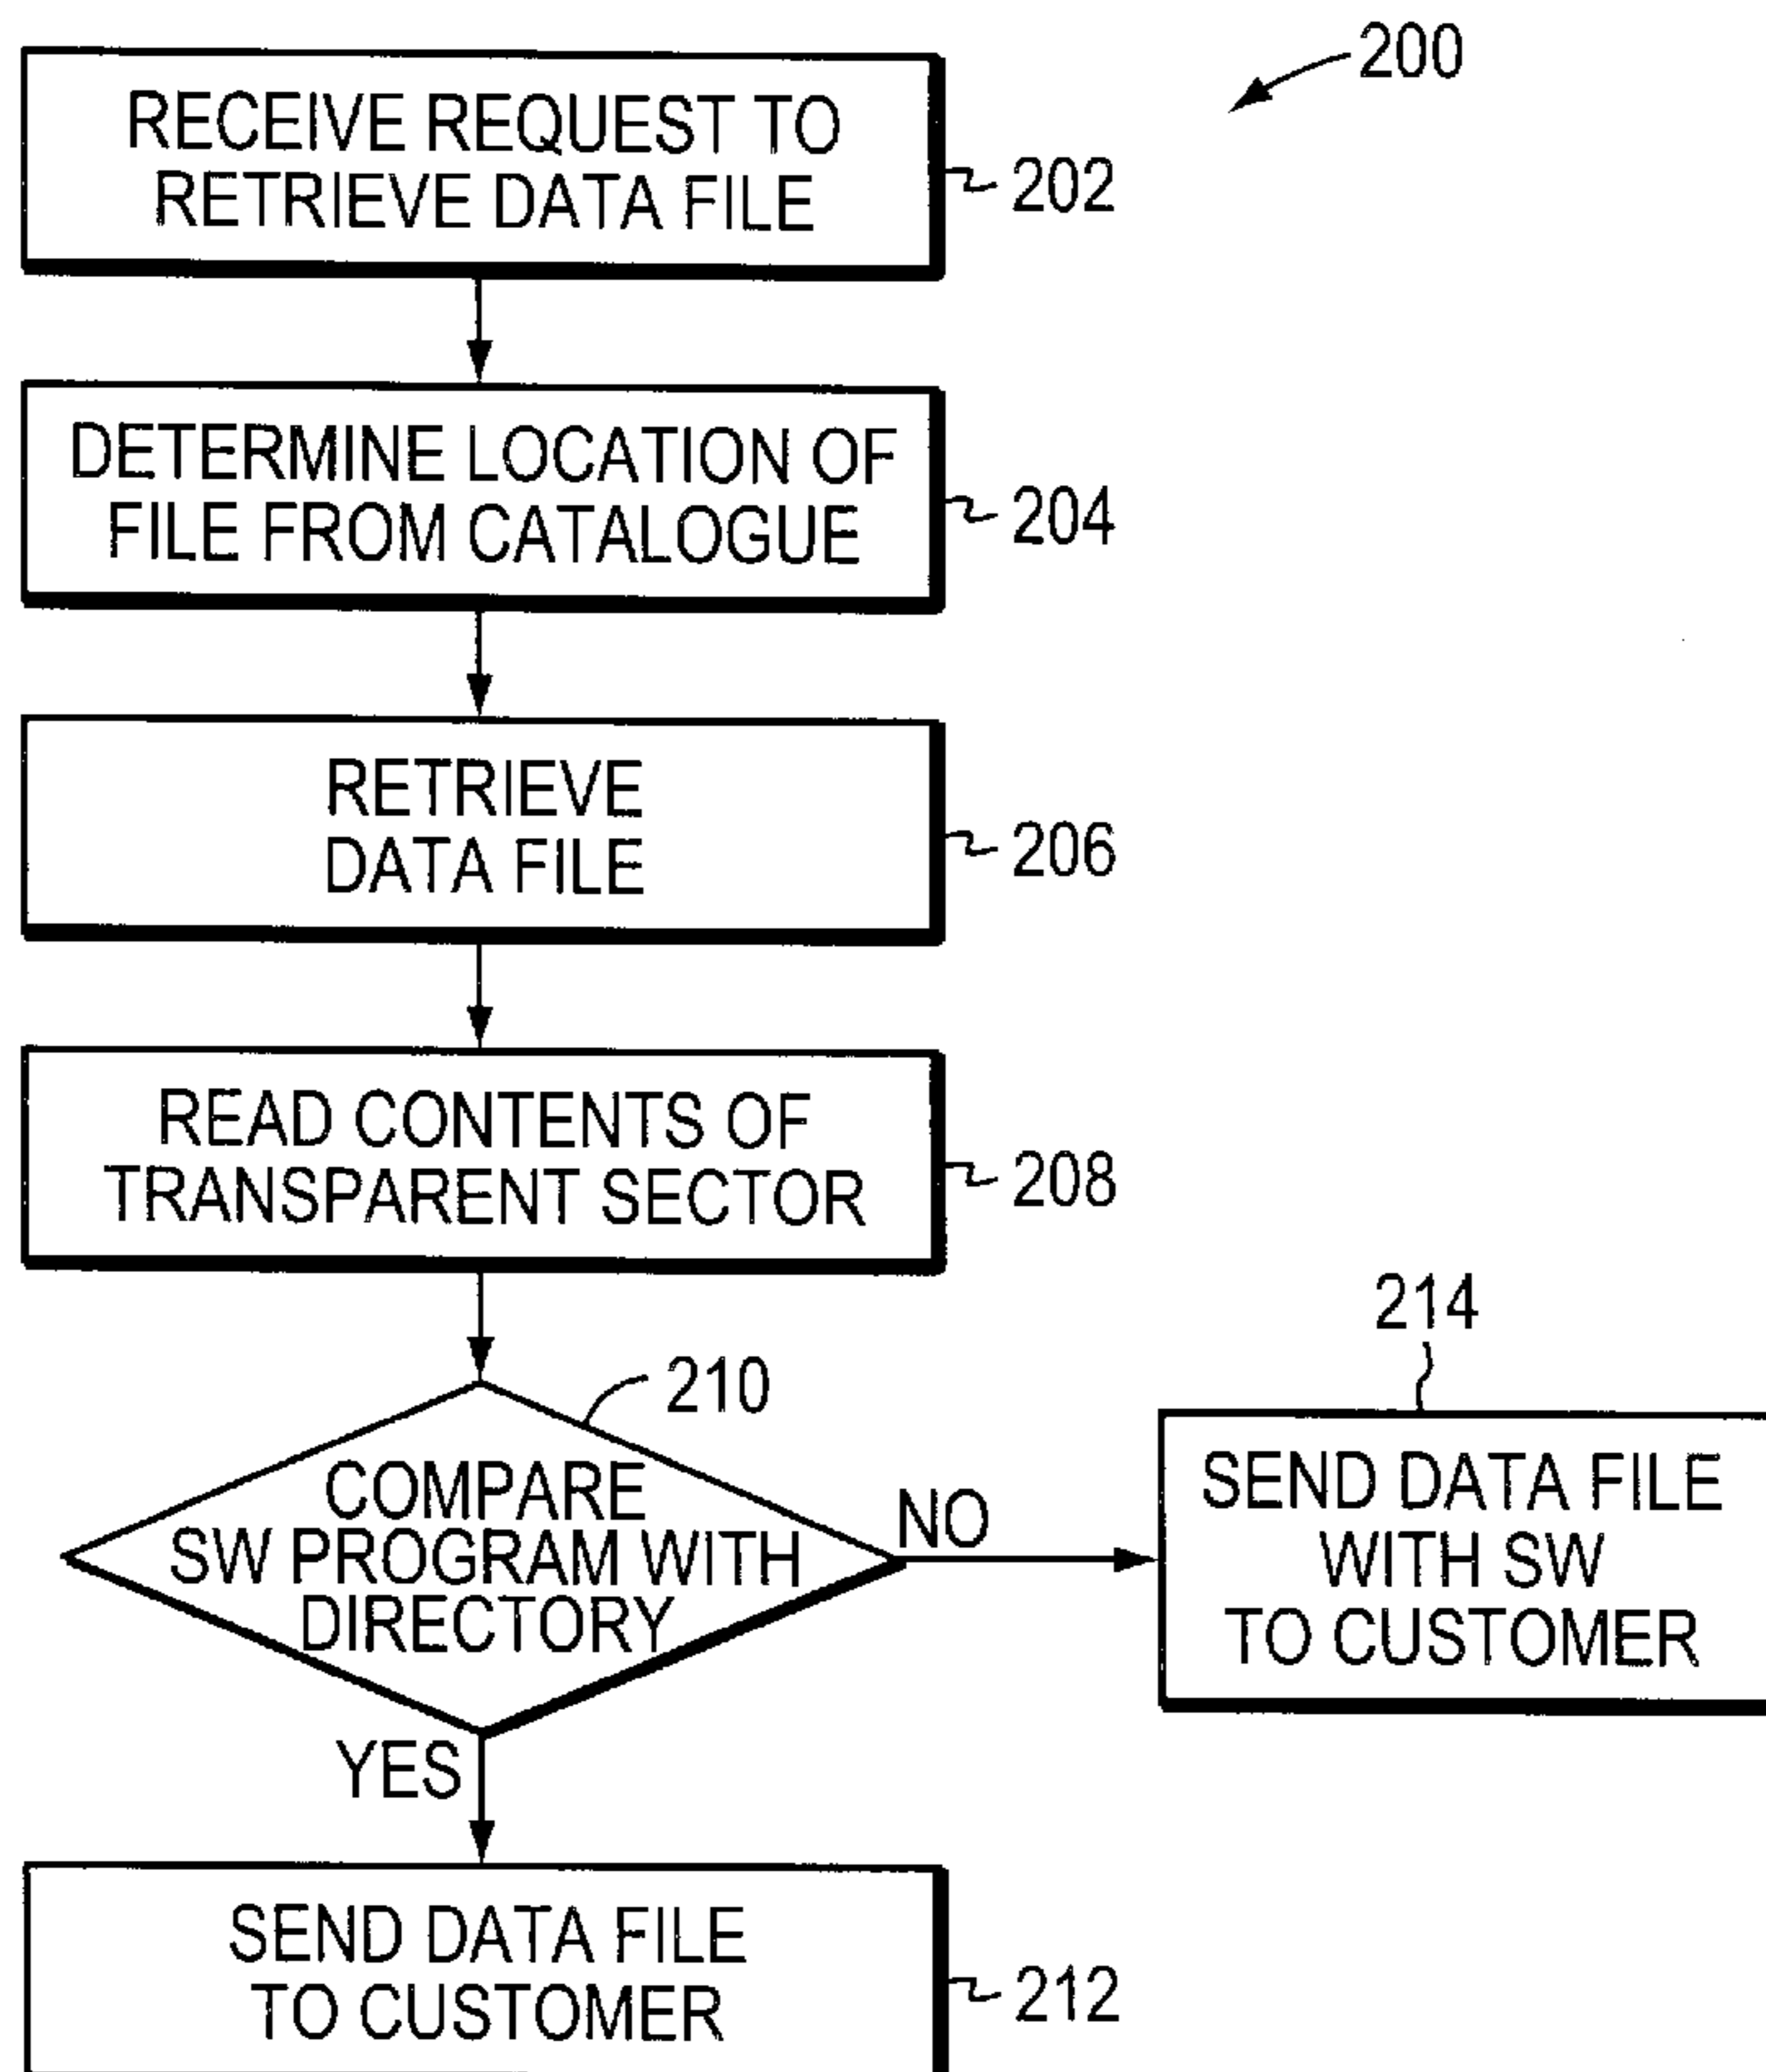 200
RECEIVE REQUEST TO
RETRIEVE DATA FILE
202
DETERMINE LOCATION OF
FILE FROM CATALOGUE
204
RETRIEVE
DATA FILE
206
READ CONTENTS OF
TRANSPARENT SECTOR
208
210
COMPARE
SW PROGRAM WITH
DIRECTORY
NO
214
SEND DATA FILE
WITH SW
TO CUSTOMER
YES
SEND DATA FILE
TO CUSTOMER
212